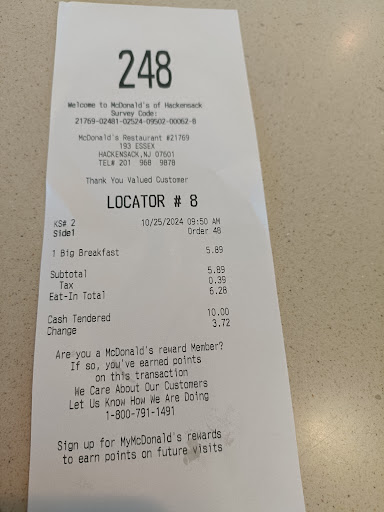 248
Welcome to McDonald's of Hackensack
Survey Code:
21769-02481-02524-09502-00062-8
McDonald's Restaurant #21769
193 ESSEX
HACKENSACK,NJ 07601
TEL# 201 968 9878
Thank You Valued Customer
LOCATOR # 8
KS# 2 10/25/2024 09:50 AM
Side1 Order 48
1 Big Breakfast 5.89
Subtotal 5.89
Tax 0.39
Eat-In Total 6.28
Cash Tendered 10.00
Change 3.72
Are you a McDonald's reward Member?
If so, you've earned points
on this transaction
We Care About Our Customers
Let Us Know How We Are Doing
1-800-791-1491
Sign up for MyMcDonald's rewards
to earn points on future visits